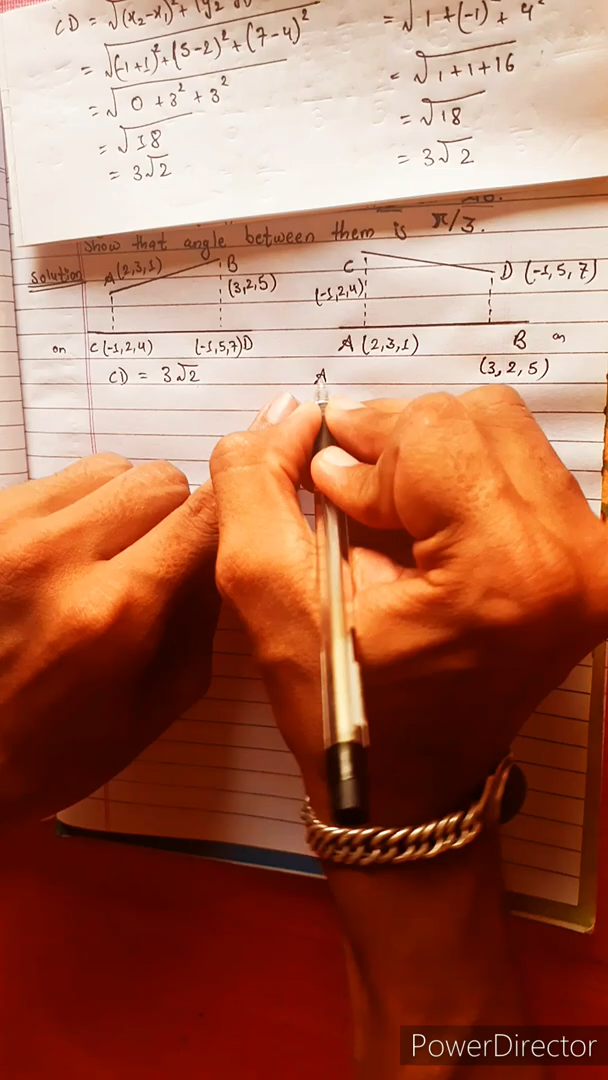 CD = √(x₂-x₁)²+(y₂
= √(-1+1)²+(5-2)²+(7-4)²
= √0+3²+3²
= √18
= 3√2
= √1+(-1)²+4²
= √1+1+16
= √18
= 3√2
Show that angle between them is π/3.
Solution
A(2,3,1)
B
(3,2,5)
C
(-1,2,4)
D (-1,5,7)
on C(-1,2,4) (-1,5,7)D
A (2,3,1) B on
(3,2,5)
CD = 3√2 A
PowerDirector